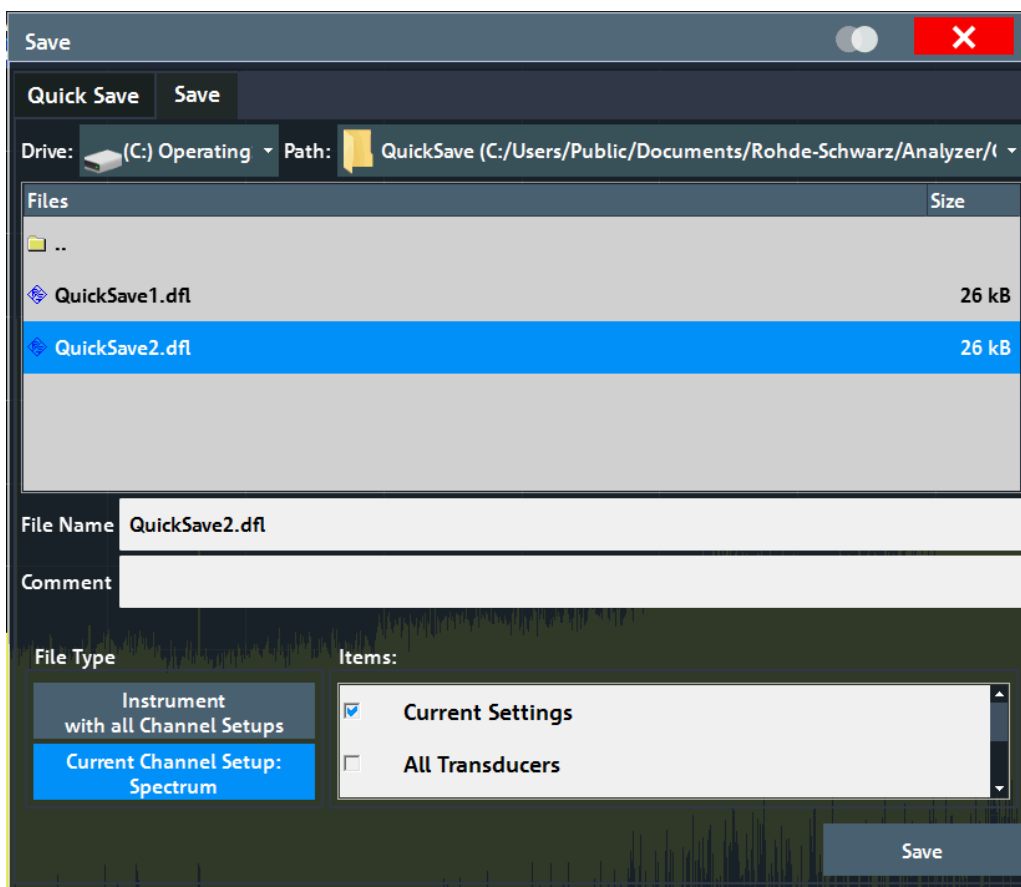 Save
Quick Save Save
Drive: (C:) Operating Path: QuickSave (C:/Users/Public/Documents/Rohde-Schwarz/Analyzer/
Files Size
..
QuickSave1.dfl 26 kB
QuickSave2.dfl 26 kB
File Name QuickSave2.dfl
Comment
File Type Items:
Instrument
with all Channel Setups
Current Channel Setup:
Spectrum
Current Settings
All Transducers
Save